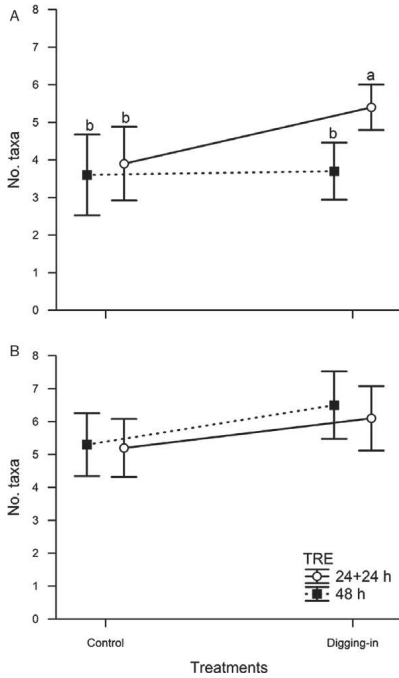 A
8
7
6
5
4
3
2
1
0
No. taxa
b
b
b
a
B
8
7
6
5
4
3
2
1
0
No. taxa
TRE
24+24 h
48 h
Control
Digging-in
Treatments